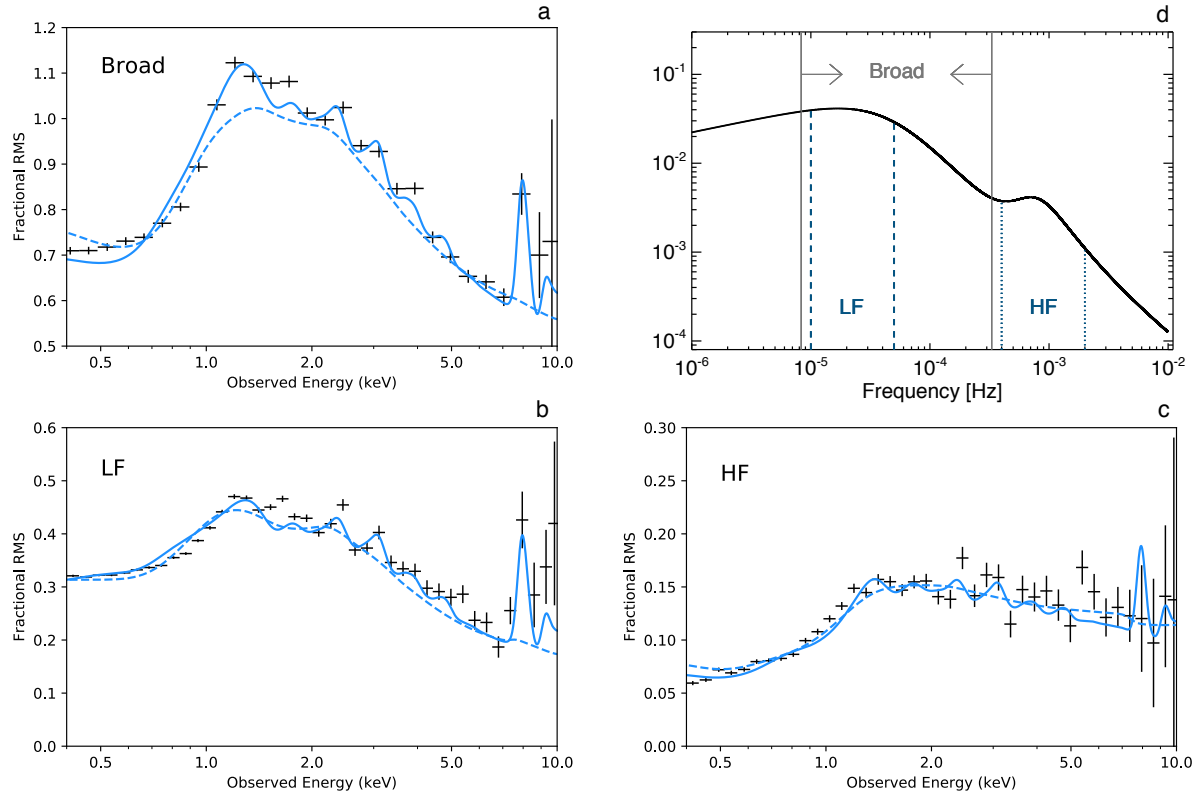 a
Broad
1.2
1.1
1.0
0.9
0.8
0.7
0.6
0.5
Fractional RMS
0.5 1.0 2.0 5.0 10.0
Observed Energy (keV)
d
Broad
10^-1
10^-2
10^-3
10^-4
LF
HF
10^-6 10^-5 10^-4 10^-3 10^-2
Frequency [Hz]
b
LF
0.6
0.5
0.4
0.3
0.2
0.1
0.0
Fractional RMS
0.5 1.0 2.0 5.0 10.0
Observed Energy (keV)
c
HF
0.30
0.25
0.20
0.15
0.10
0.05
0.00
Fractional RMS
0.5 1.0 2.0 5.0 10.0
Observed Energy (keV)